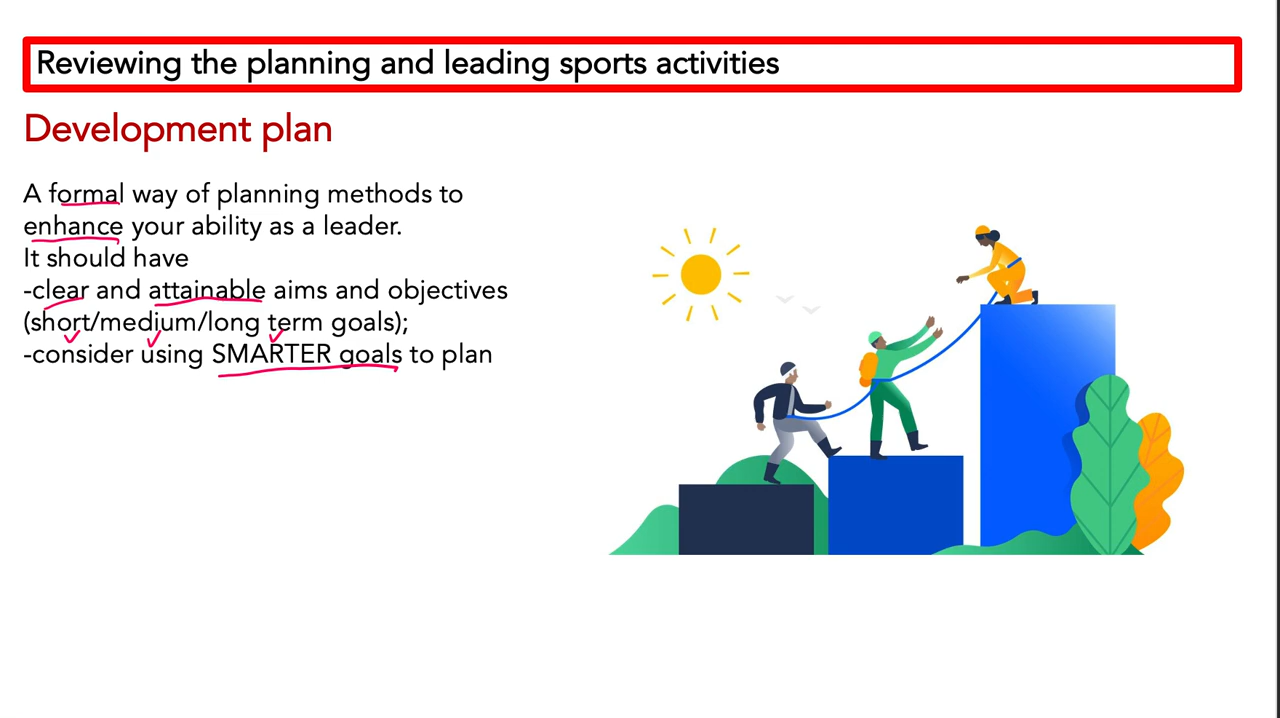 Reviewing the planning and leading sports activities
Development plan
A formal way of planning methods to
enhance your ability as a leader.
It should have
-clear and attainable aims and objectives
(short/medium/long term goals);
-consider using SMARTER goals to plan